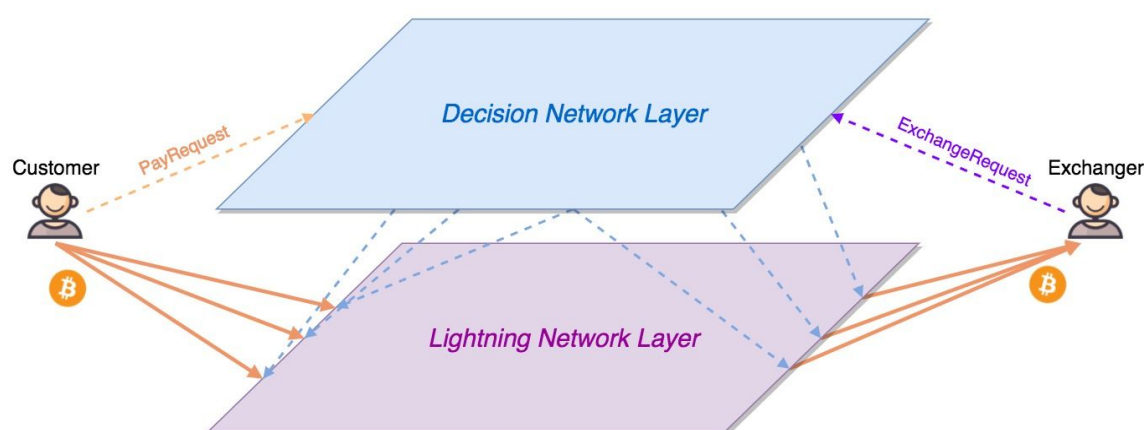 Decision Network Layer
PayRequest
ExchangeRequest
Customer
Exchanger
Lightning Network Layer